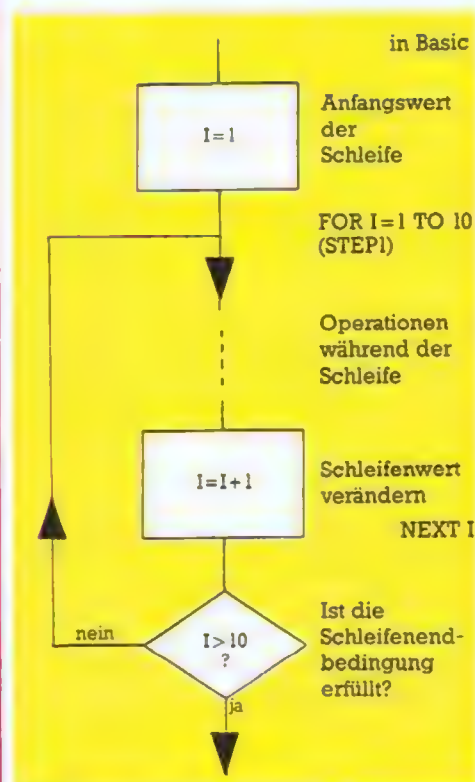 in Basic
I=1
Anfangswert
der
Schleife
FOR I=1 TO 10
(STEP1)
Operationen
während der
Schleife
I=I+1
Schleifenwert
verändern
NEXT I
nein
I>10
?
Ist die
Schleifenend-
bedingung
erfüllt?
ja